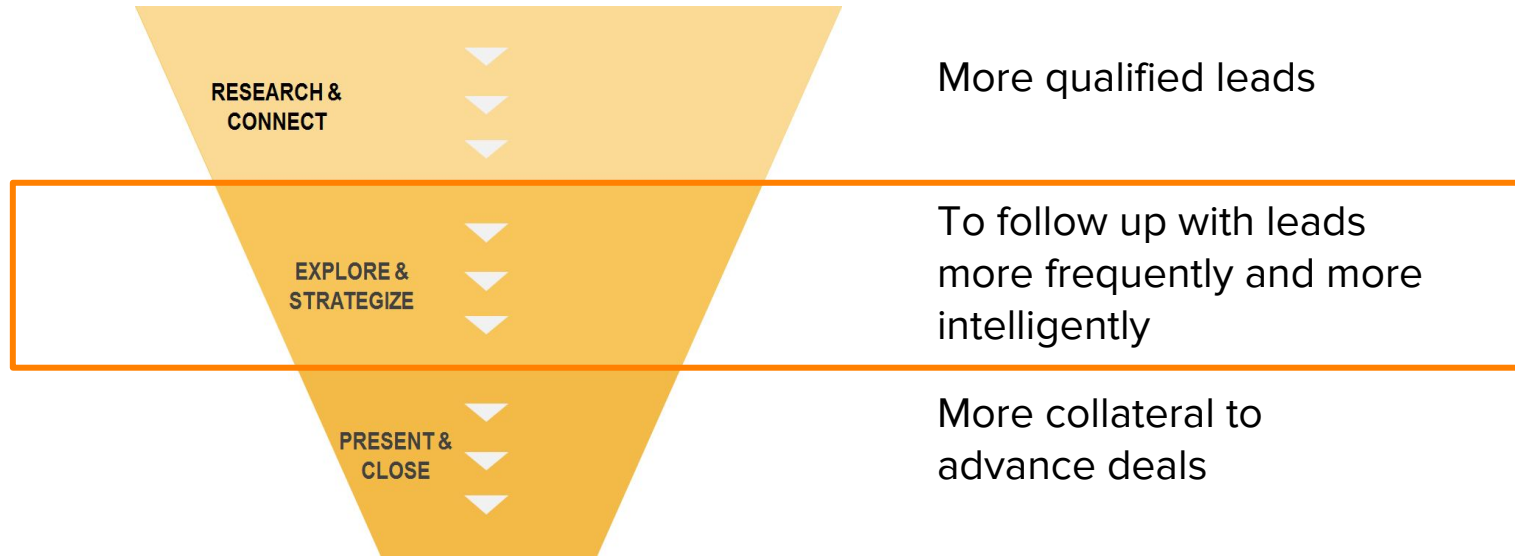 RESEARCH &
CONNECT
More qualified leads
EXPLORE &
STRATEGIZE
To follow up with leads
more frequently and more
intelligently
PRESENT &
CLOSE
More collateral to
advance deals